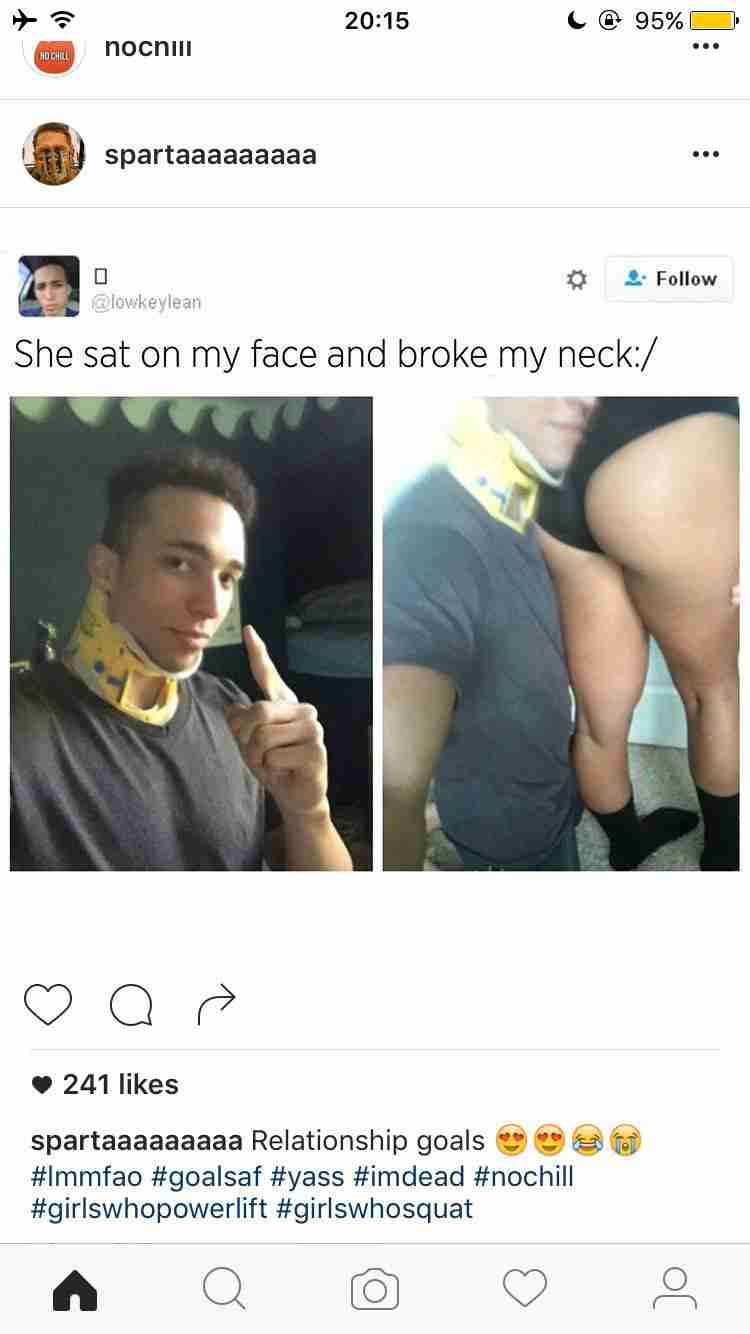 20:15
95%
NO CHILL
nochill
spartaaaaaaaaa
@lowkeylean
Follow
She sat on my face and broke my neck:/
241 likes
spartaaaaaaaaa Relationship goals 😍😍😂😭
#lmmfao #goalsaf #yass #imdead #nochill
#girlswhopowerlift #girlswhosquat